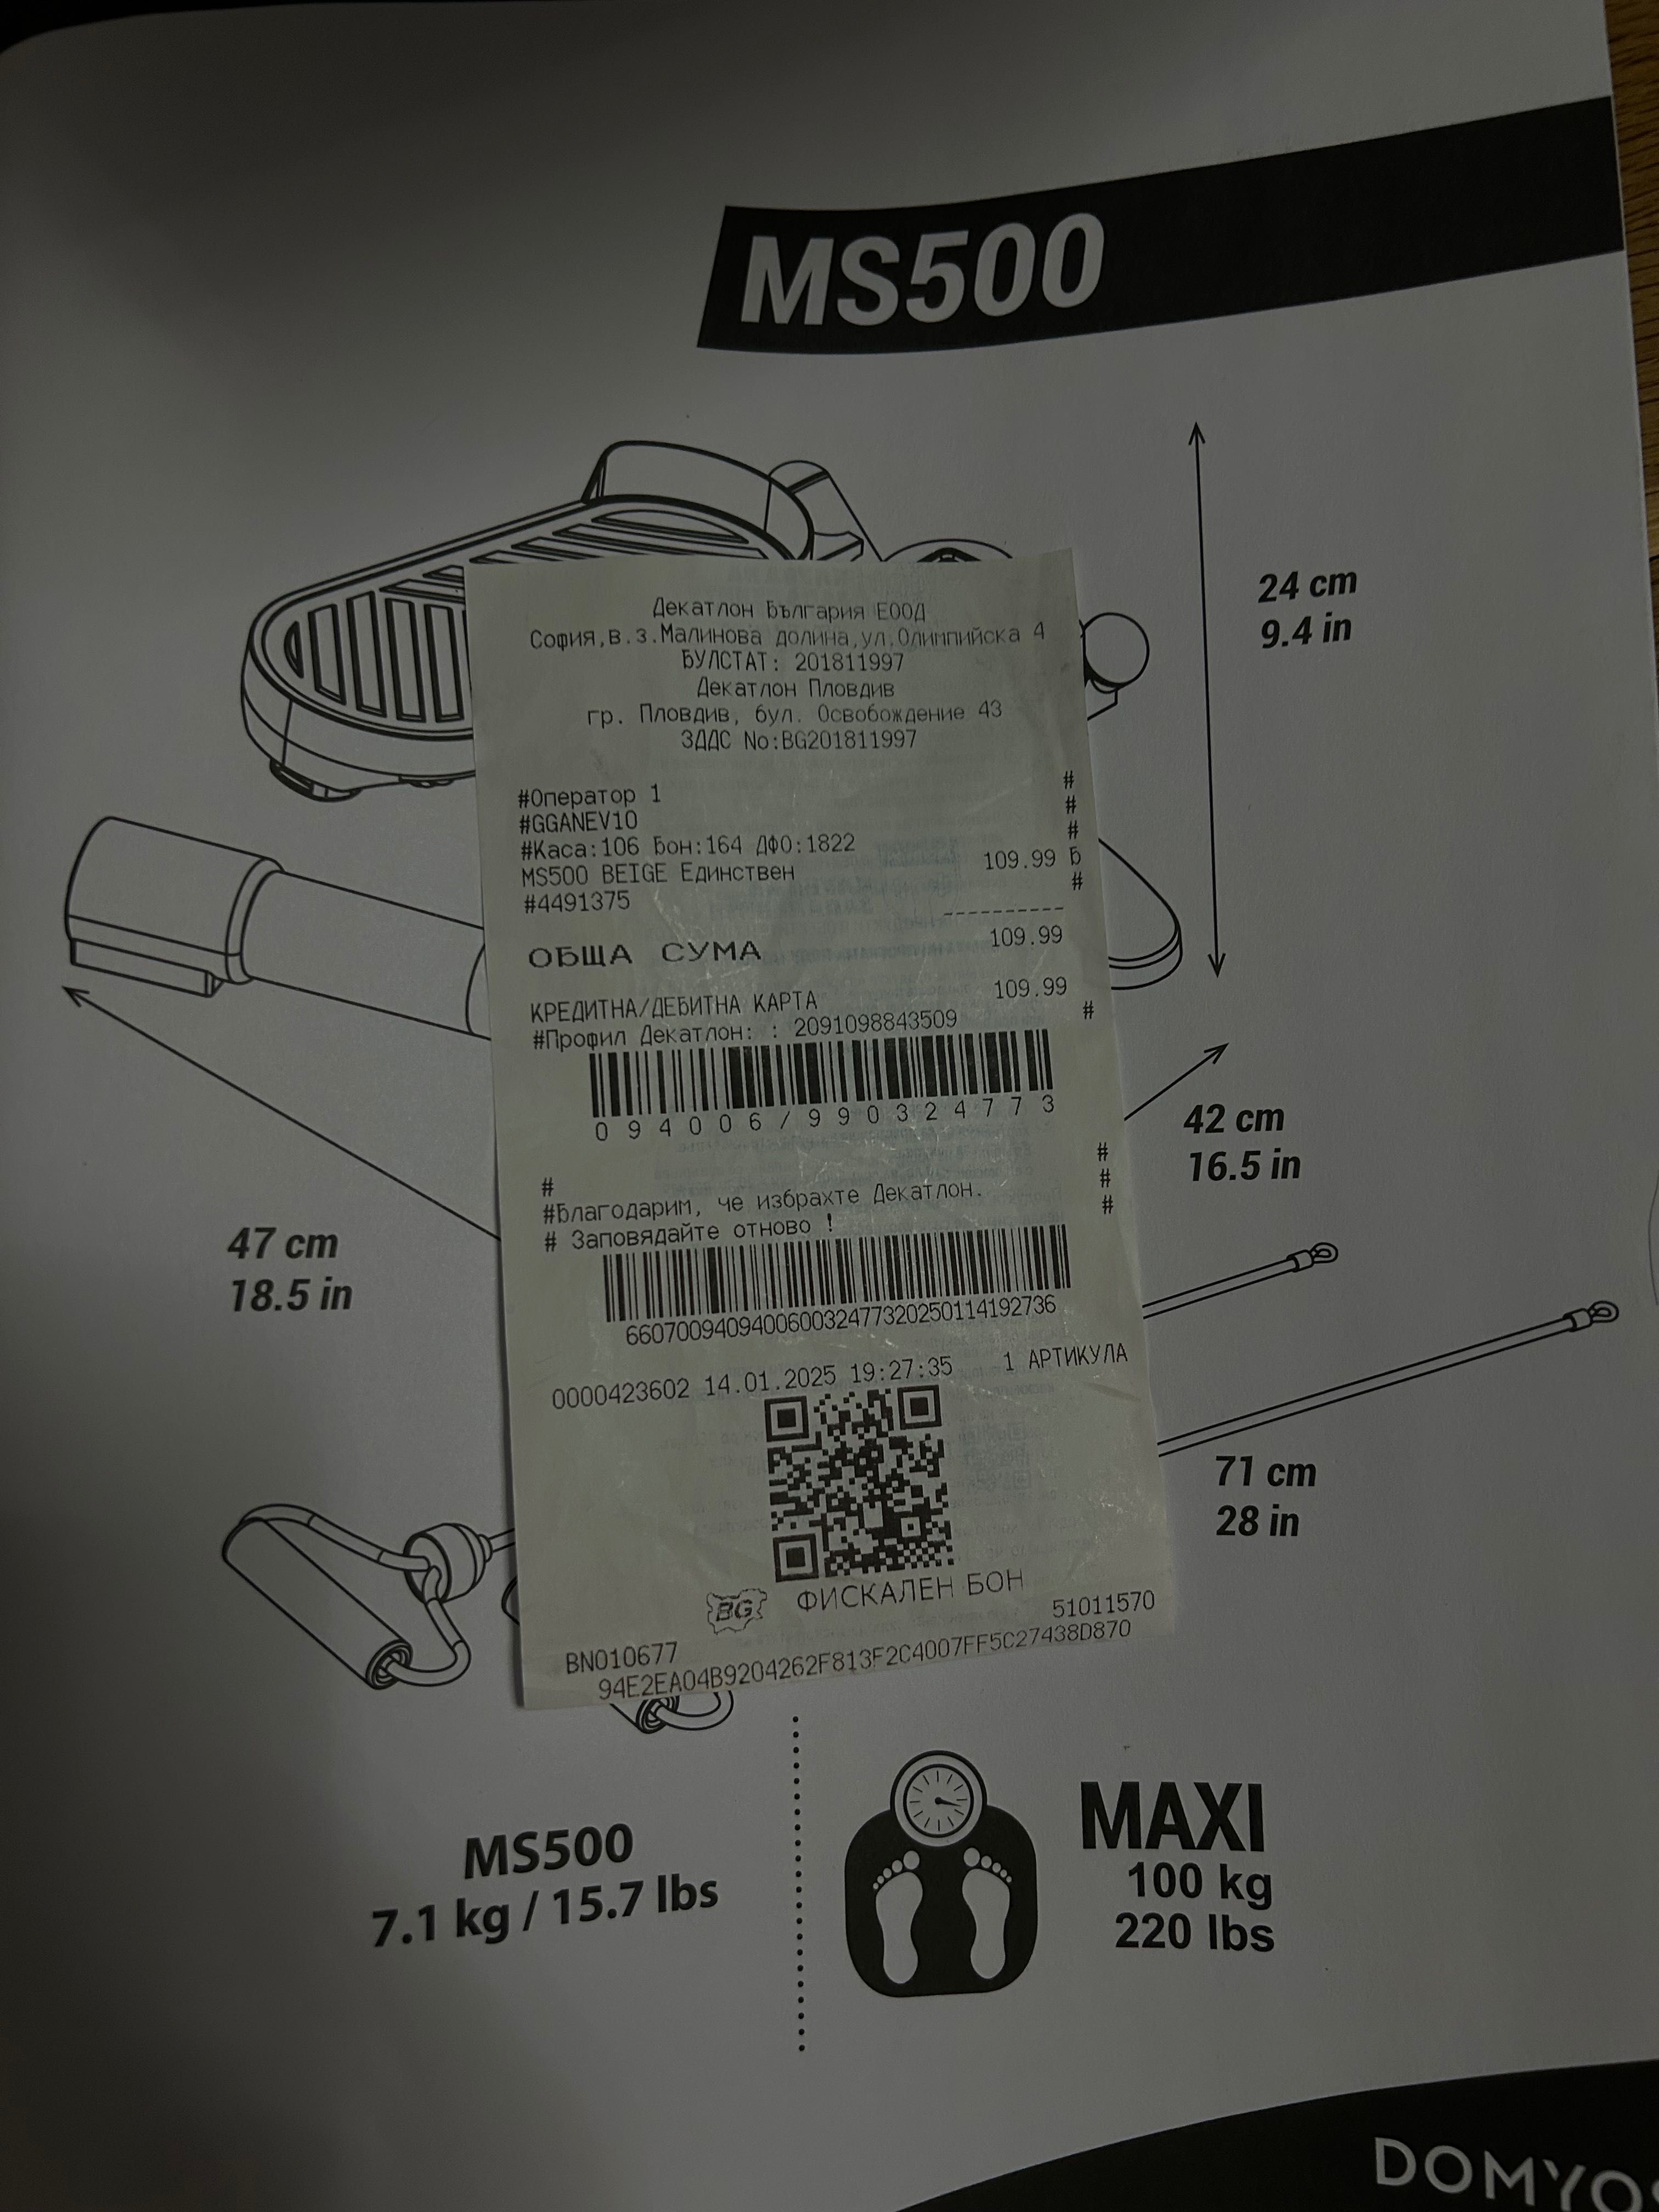 MS500
24 cm
9.4 in
Декатлон България ЕООД
София,в.з.Малинова долина,ул.Олимпийска 4
БУЛСТАТ: 201811997
Декатлон Пловдив
гр. Пловдив, бул. Освобождение 43
ЗДДС No:BG201811997
#Оператор 1 #
#GGANEV10 #
#Каса:106 Бон:164 ДФО:1822 #
MS500 BEIGE Единствен 109.99 Б
#4491375 #
----------
ОБЩА СУМА 109.99
КРЕДИТНА/ДЕБИТНА КАРТА 109.99
#Профил Декатлон: : 2091098843509 #
094006/990324773
# #
#Благодарим, че избрахте Декатлон. #
# Заповядайте отново ! #
660700940940060032477320250114192736
0000423602 14.01.2025 19:27:35 1 АРТИКУЛА
BG ФИСКАЛЕН БОН
BN010677 51011570
94E2EA04B9204262F813F2C4007FF5C27438D870
42 cm
16.5 in
47 cm
18.5 in
71 cm
28 in
MS500
7.1 kg / 15.7 lbs
MAXI
100 kg
220 lbs
DOMYOS